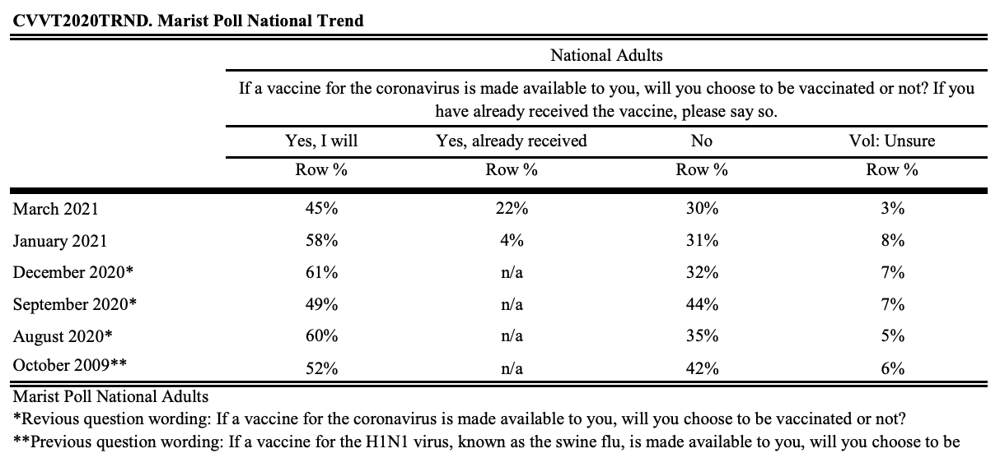 CVVT2020TRND. Marist Poll National Trend
National Adults
If a vaccine for the coronavirus is made available to you, will you choose to be vaccinated or not? If you
have already received the vaccine, please say so.
Yes, I will Yes, already received No Vol: Unsure
Row % Row % Row % Row %
March 2021 45% 22% 30% 3%
January 2021 58% 4% 31% 8%
December 2020* 61% n/a 32% 7%
September 2020* 49% n/a 44% 7%
August 2020* 60% n/a 35% 5%
October 2009** 52% n/a 42% 6%
Marist Poll National Adults
*Revious question wording: If a vaccine for the coronavirus is made available to you, will you choose to be vaccinated or not?
**Previous question wording: If a vaccine for the H1N1 virus, known as the swine flu, is made available to you, will you choose to be